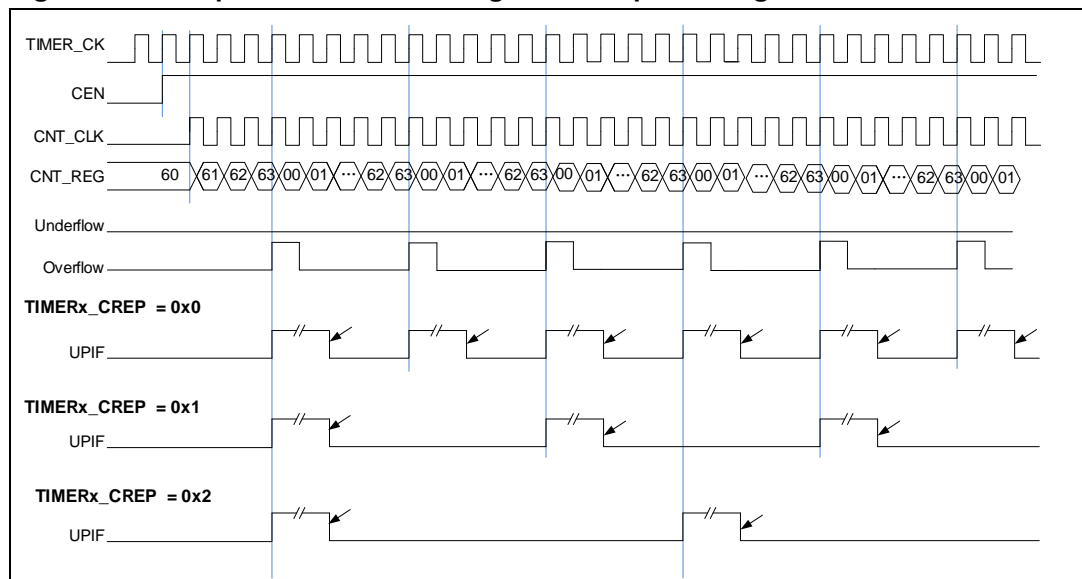 TIMER_CK
CEN
CNT_CLK
CNT_REG 60 61 62 63 00 01 ··· 62 63 00 01 ··· 62 63 00 01 ··· 62 63 00 01 ··· 62 63 00 01 ··· 62 63 00 01
Underflow
Overflow
TIMERx_CREP = 0x0
UPIF
TIMERx_CREP = 0x1
UPIF
TIMERx_CREP = 0x2
UPIF